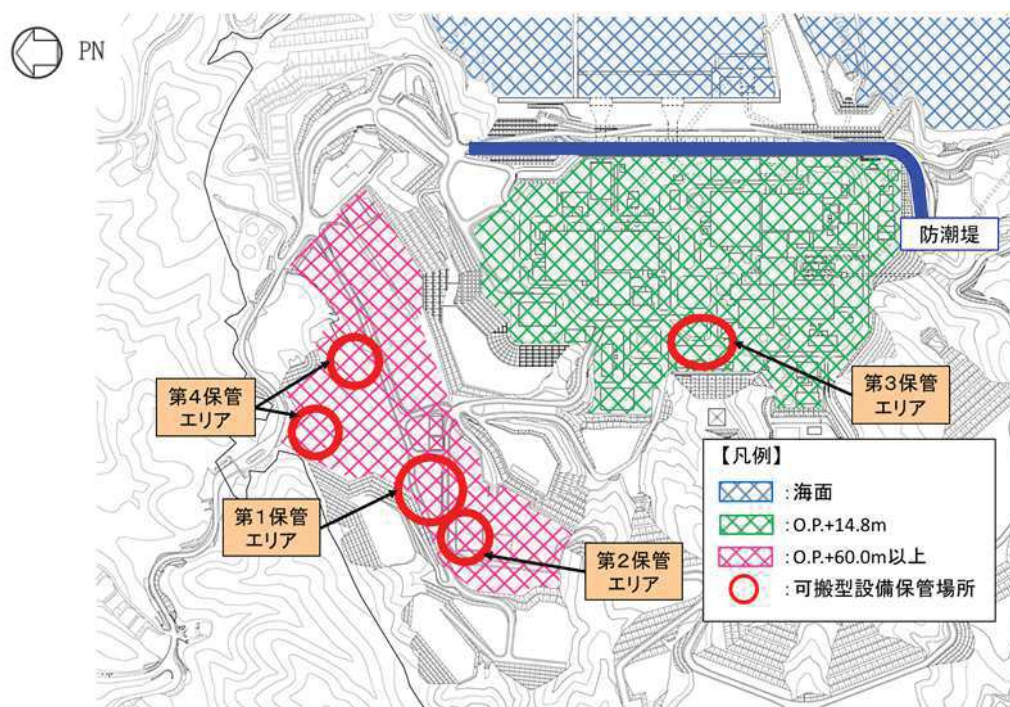 PN
防潮堤
第4保管
エリア
第3保管
エリア
第1保管
エリア
第2保管
エリア
【凡例】
:海面
:O.P.+14.8m
:O.P.+60.0m以上
:可搬型設備保管場所